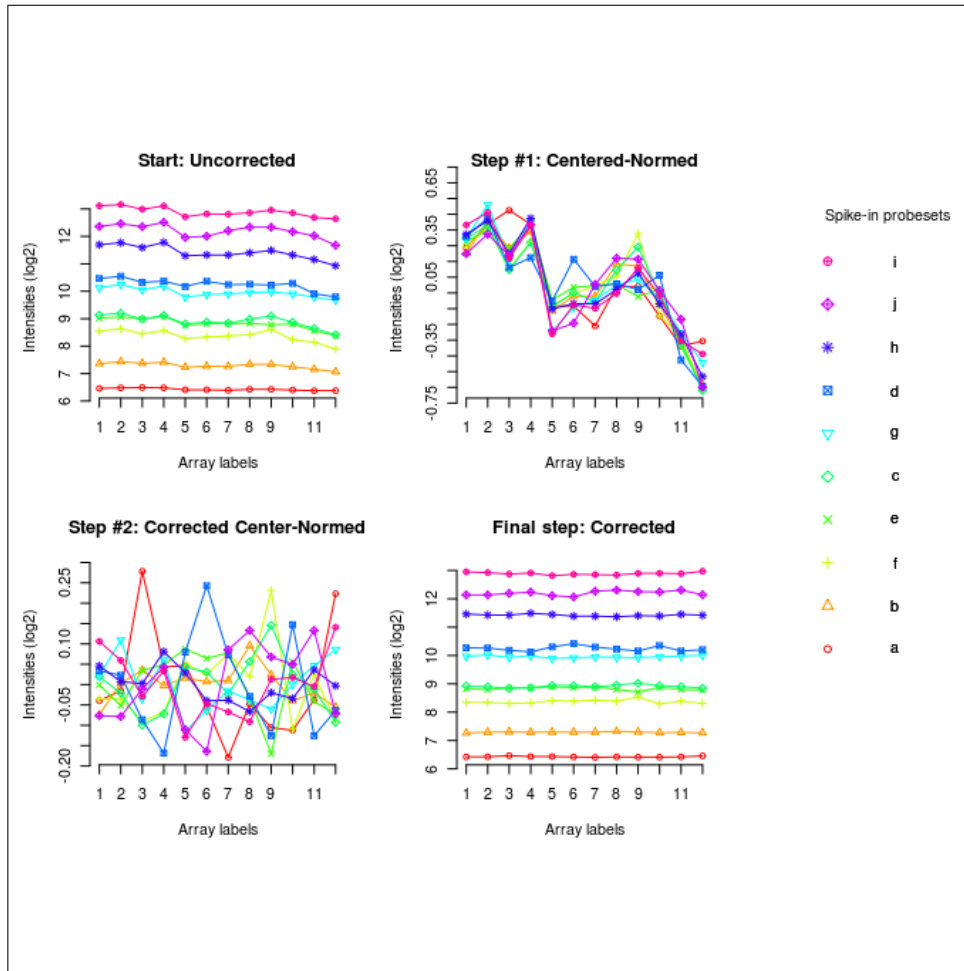 Start: Uncorrected
Intensities (log2)
12
10
9
8
7
6
1 2 3 4 5 6 7 8 9 11
Array labels
Step #1: Centered-Normed
Intensities (log2)
0.65
0.35
0.05
-0.35
-0.75
1 2 3 4 5 6 7 8 9 11
Array labels
Spike-in probesets
i
j
h
d
g
c
e
f
b
a
Step #2: Corrected Center-Normed
Intensities (log2)
0.25
0.10
-0.05
-0.20
1 2 3 4 5 6 7 8 9 11
Array labels
Final step: Corrected
Intensities (log2)
12
10
9
8
7
6
1 2 3 4 5 6 7 8 9 11
Array labels